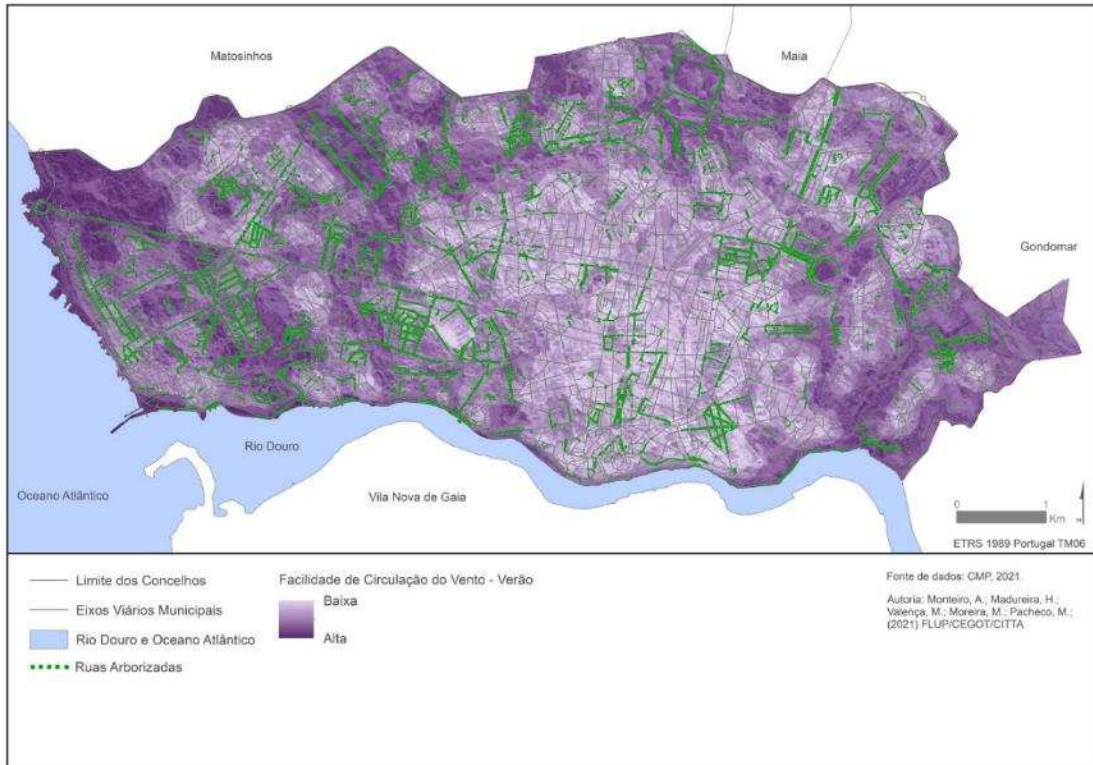 Matosinhos
Maia
Gondomar
Rio Douro
Oceano Atlântico
Vila Nova de Gaia
0 1
Km
ETRS 1989 Portugal TM06
Limite dos Concelhos
Eixos Viários Municipais
Rio Douro e Oceano Atlântico
Ruas Arborizadas
Facilidade de Circulação do Vento - Verão
Baixa
Alta
Fonte de dados: CMP, 2021.
Autoria: Monteiro, A.; Madureira, H.;
Valença, M.; Moreira, M.; Pacheco, M.;
(2021) FLUP/CEGOT/CITTA